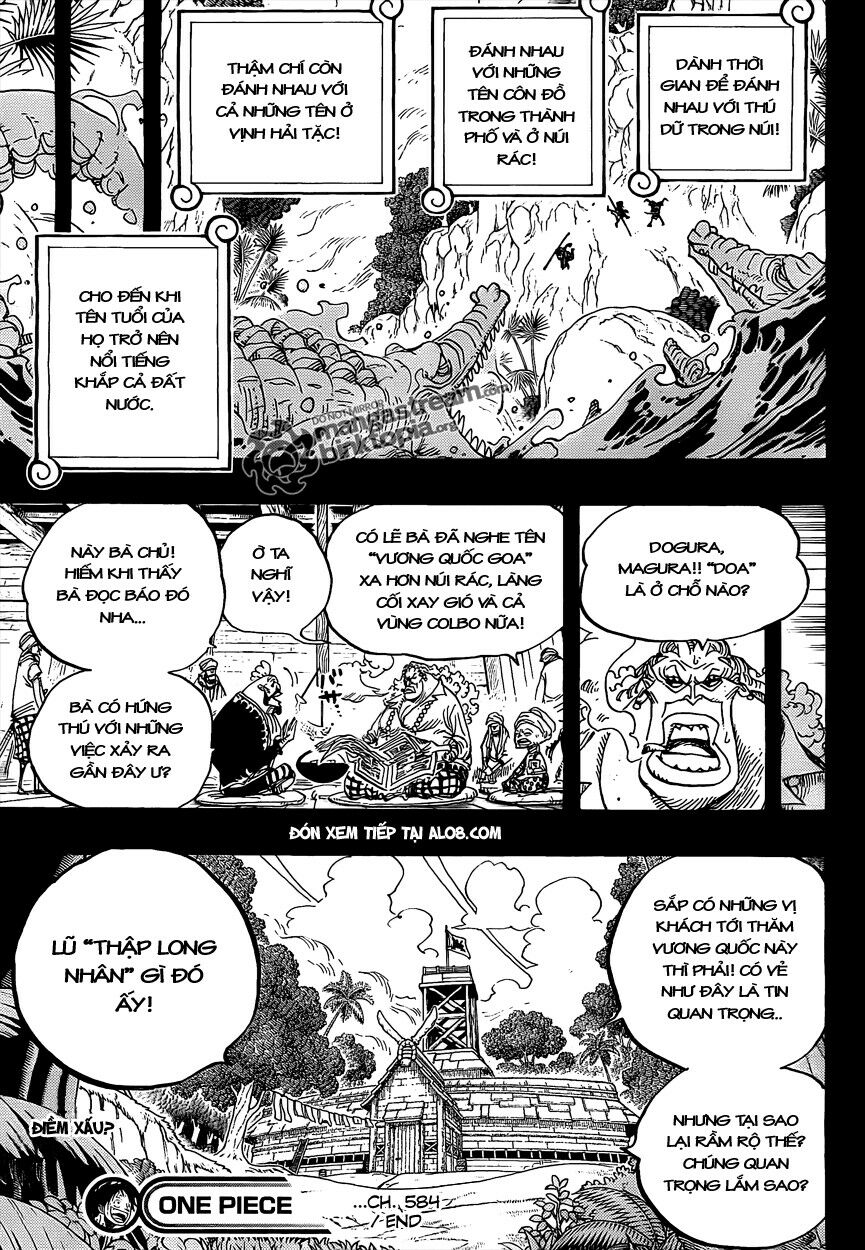 DÀNH THỜI
GIAN ĐỂ ĐÁNH
NHAU VỚI THÚ
DỮ TRONG NÚI!
ĐÁNH NHAU
VỚI NHỮNG
TÊN CÔN ĐỒ
TRONG THÀNH
PHỐ VÀ Ở NÚI
RÁC!
THẬM CHÍ CÒN
ĐÁNH NHAU VỚI
CẢ NHỮNG TÊN Ở
VỊNH HẢI TẶC!
CHO ĐẾN KHI
TÊN TUỔI CỦA
HỌ TRỞ NÊN
NỔI TIẾNG
KHẮP CẢ ĐẤT
NƯỚC.
DO NOT MIRROR
mangastream.com
binktopia.org
DOGURA,
MAGURA!! "DOA"
LÀ Ở CHỖ NÀO?
CÓ LẼ BÀ ĐÃ NGHE TÊN
"VƯƠNG QUỐC GOA"
XA HƠN NÚI RÁC, LÀNG
CỐI XAY GIÓ VÀ CẢ
VÙNG COLBO NỮA!
Ờ TA
NGHĨ
VẬY!
NÀY BÀ CHỦ!
HIẾM KHI THẤY
BÀ ĐỌC BÁO ĐÓ
NHA...
BÀ CÓ HỨNG
THÚ VỚI NHỮNG
VIỆC XẢY RA
GẦN ĐÂY Ư?
ĐÓN XEM TIẾP TẠI ALO8.COM
SẮP CÓ NHỮNG VỊ
KHÁCH TỚI THĂM
VƯƠNG QUỐC NÀY
THÌ PHẢI! CÓ VẺ
NHƯ ĐÂY LÀ TIN
QUAN TRỌNG..
NHƯNG TẠI SAO
LẠI RẦM RỘ THẾ?
CHÚNG QUAN
TRỌNG LẮM SAO?
LŨ "THẬP LONG
NHÂN" GÌ ĐÓ
ẤY!
ĐIỀM XẤU?
ONE PIECE
...CH. 584
/ END